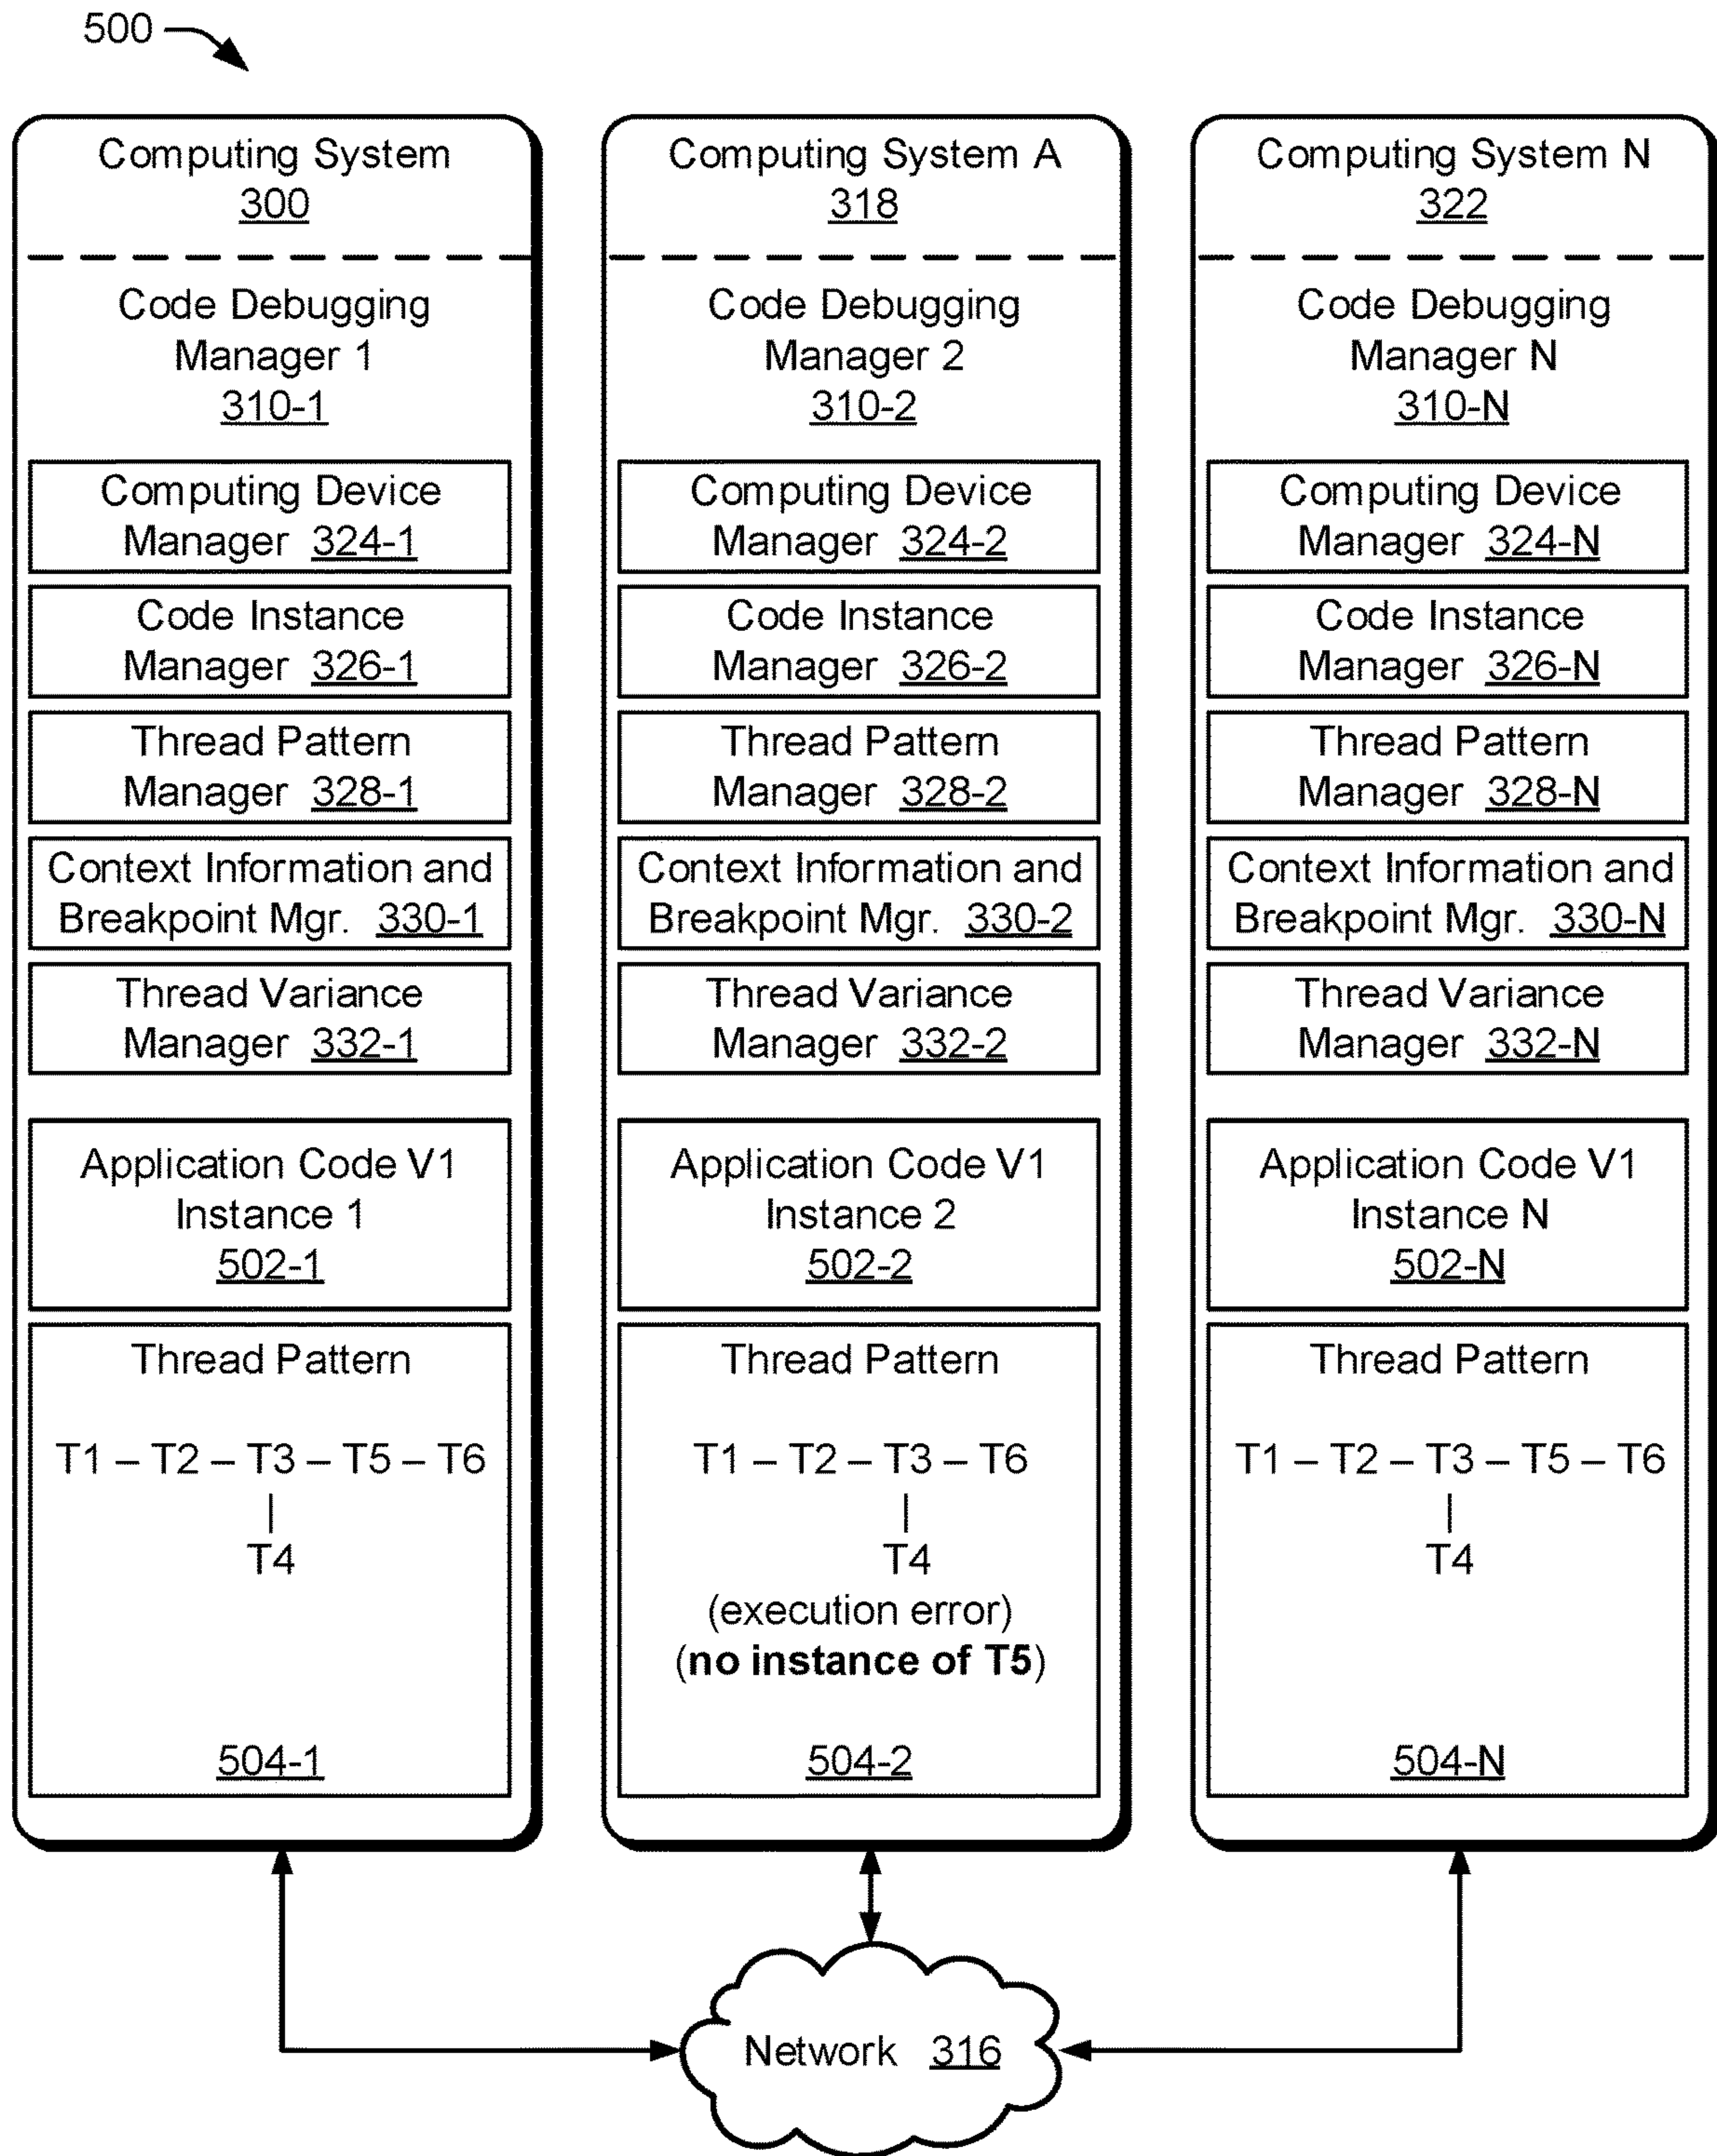 500
Computing System
300
Code Debugging
Manager 1
310-1
Computing Device
Manager 324-1
Code Instance
Manager 326-1
Thread Pattern
Manager 328-1
Context Information and
Breakpoint Mgr. 330-1
Thread Variance
Manager 332-1
Application Code V1
Instance 1
502-1
Thread Pattern
T1 – T2 – T3 – T5 – T6
|
T4
504-1
Computing System A
318
Code Debugging
Manager 2
310-2
Computing Device
Manager 324-2
Code Instance
Manager 326-2
Thread Pattern
Manager 328-2
Context Information and
Breakpoint Mgr. 330-2
Thread Variance
Manager 332-2
Application Code V1
Instance 2
502-2
Thread Pattern
T1 – T2 – T3 – T6
|
T4
(execution error)
(no instance of T5)
504-2
Computing System N
322
Code Debugging
Manager N
310-N
Computing Device
Manager 324-N
Code Instance
Manager 326-N
Thread Pattern
Manager 328-N
Context Information and
Breakpoint Mgr. 330-N
Thread Variance
Manager 332-N
Application Code V1
Instance N
502-N
Thread Pattern
T1 – T2 – T3 – T5 – T6
|
T4
504-N
Network 316